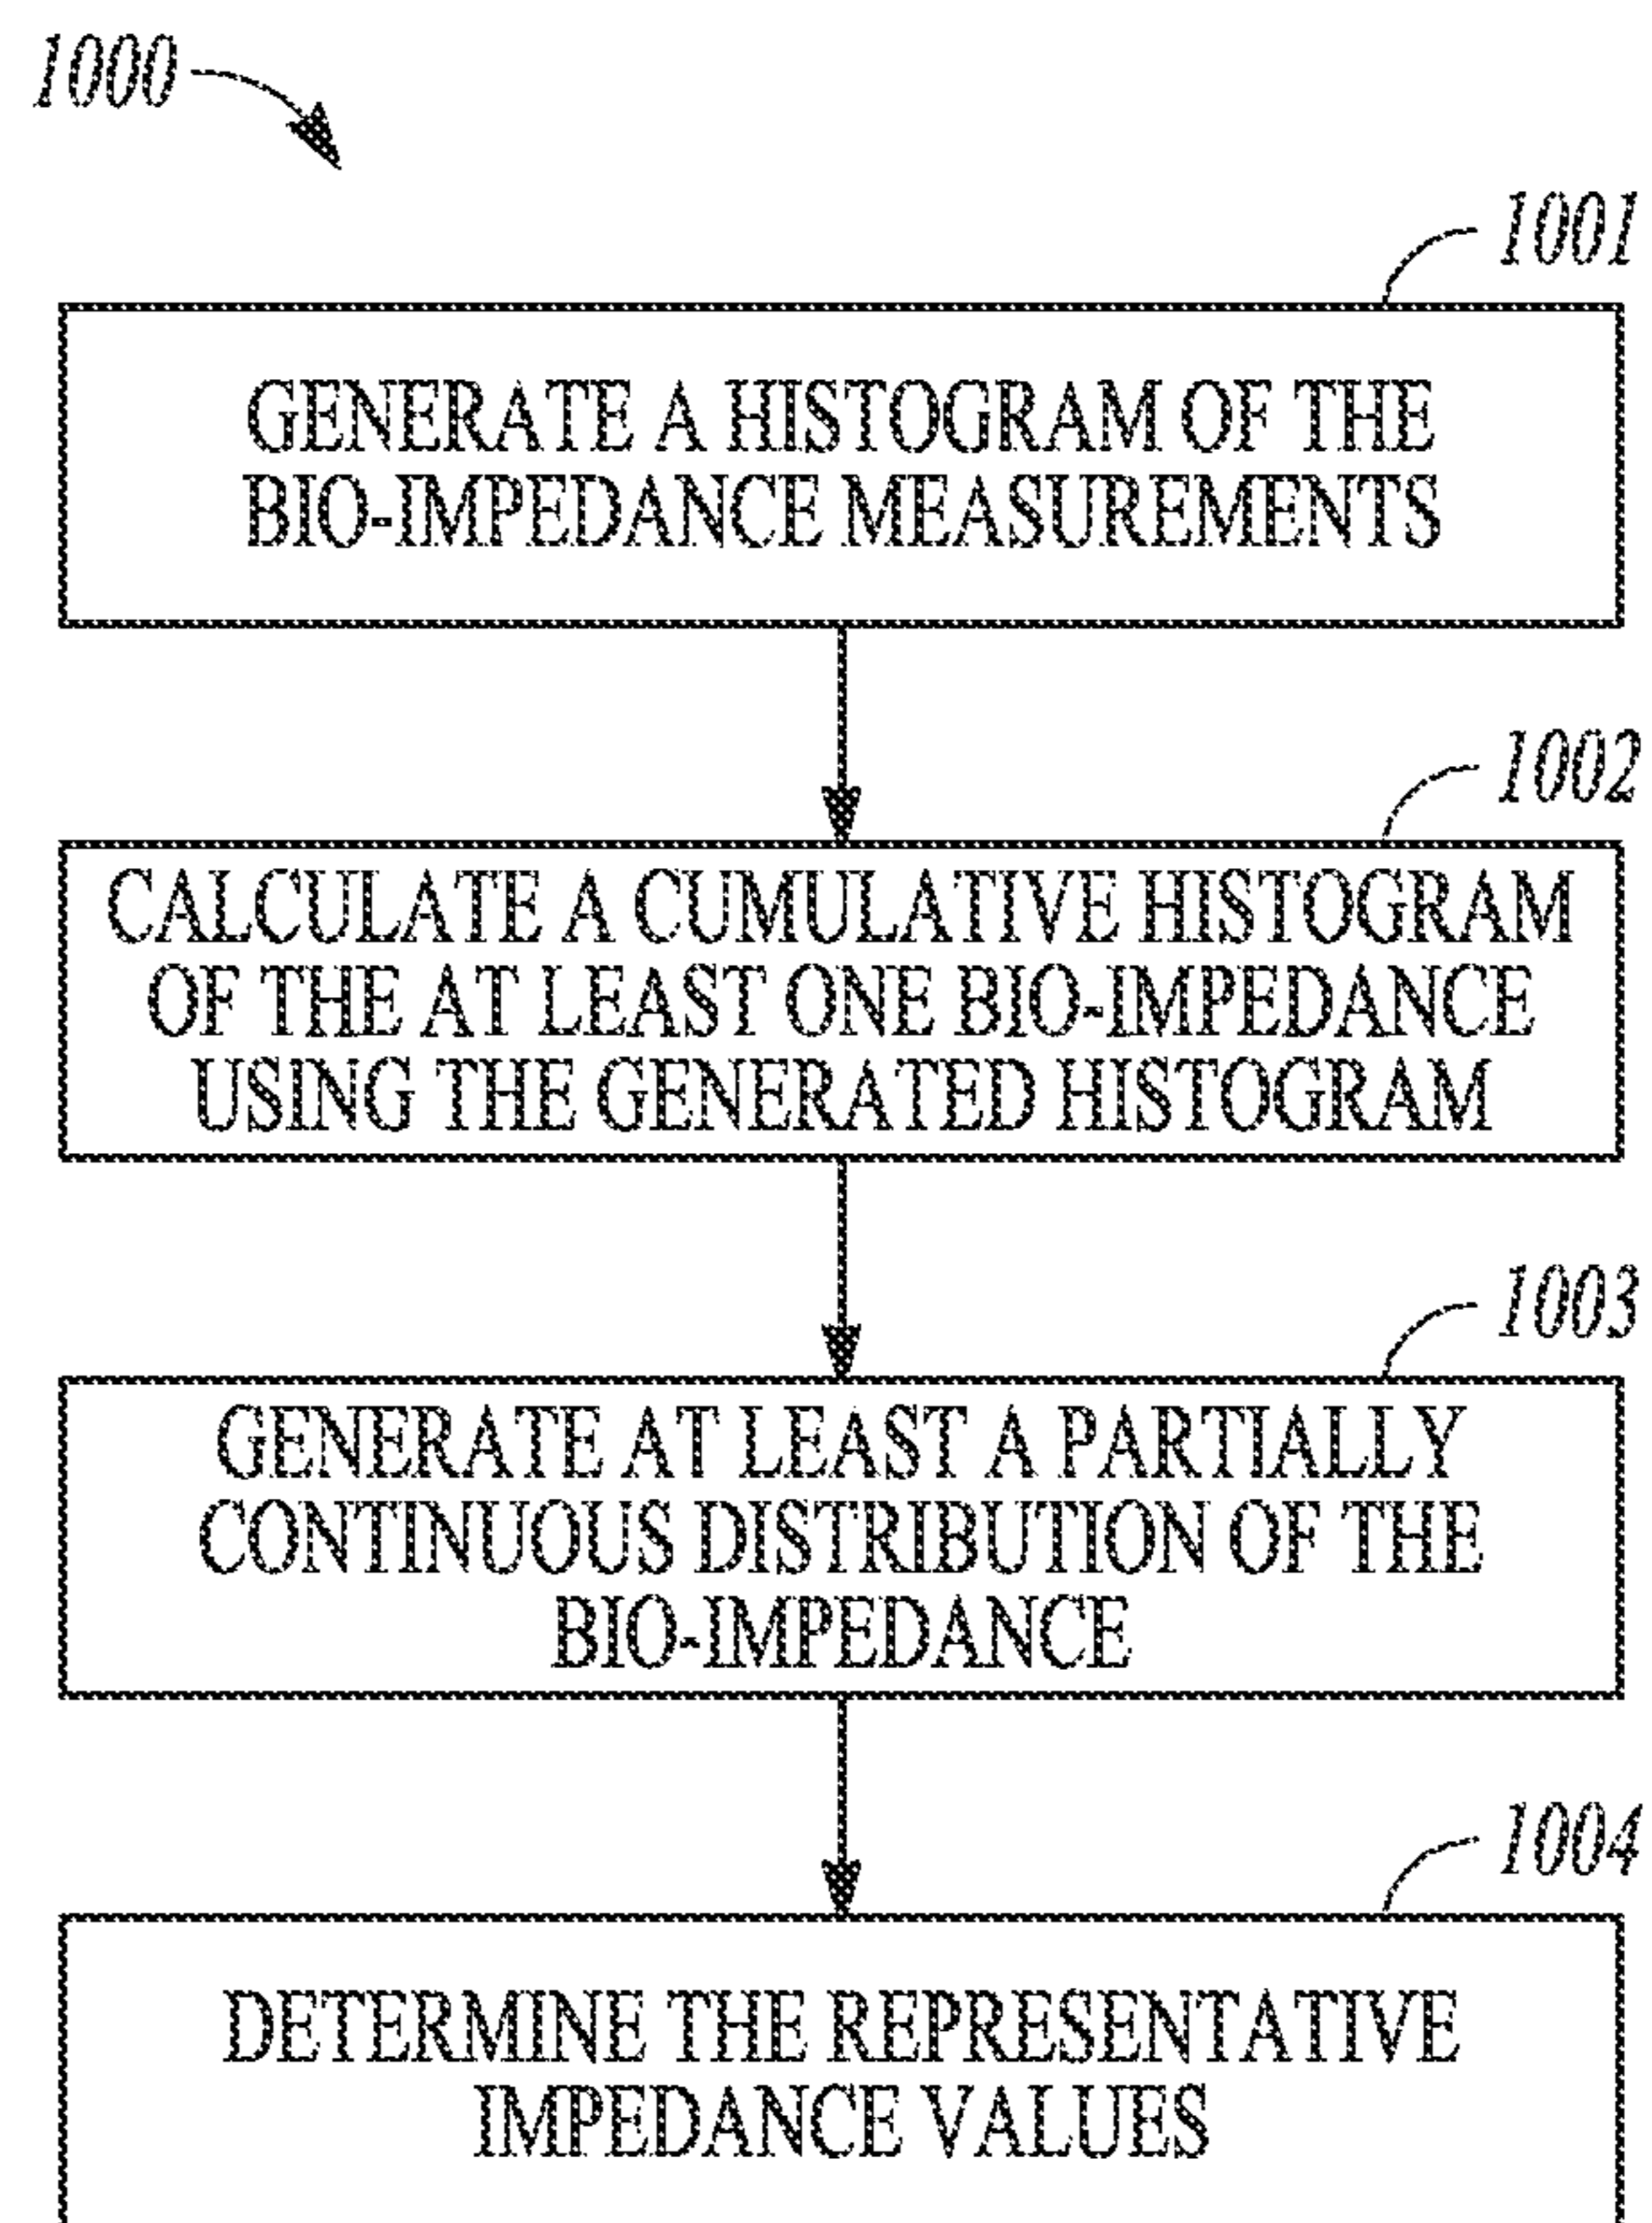 1000
1001
GENERATE A HISTOGRAM OF THE
BIO-IMPEDANCE MEASUREMENTS
1002
CALCULATE A CUMULATIVE HISTOGRAM
OF THE AT LEAST ONE BIO-IMPEDANCE
USING THE GENERATED HISTOGRAM
1003
GENERATE AT LEAST A PARTIALLY
CONTINUOUS DISTRIBUTION OF THE
BIO-IMPEDANCE
1004
DETERMINE THE REPRESENTATIVE
IMPEDANCE VALUES